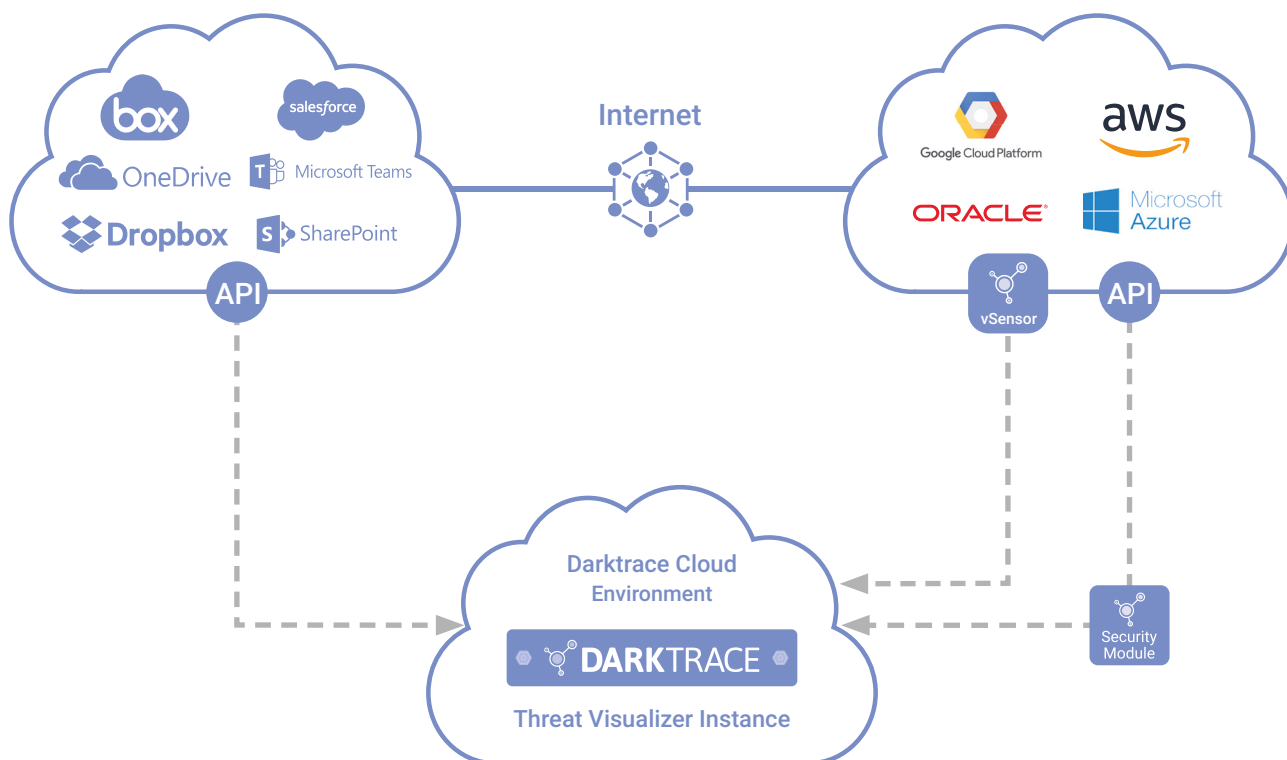 box
salesforce
OneDrive
T
Microsoft Teams
Dropbox
S
SharePoint
API
Internet
Google Cloud Platform
aws
ORACLE®
Microsoft
Azure
vSensor
API
Darktrace Cloud
Environment
DARKTRACE
Threat Visualizer Instance
Security
Module